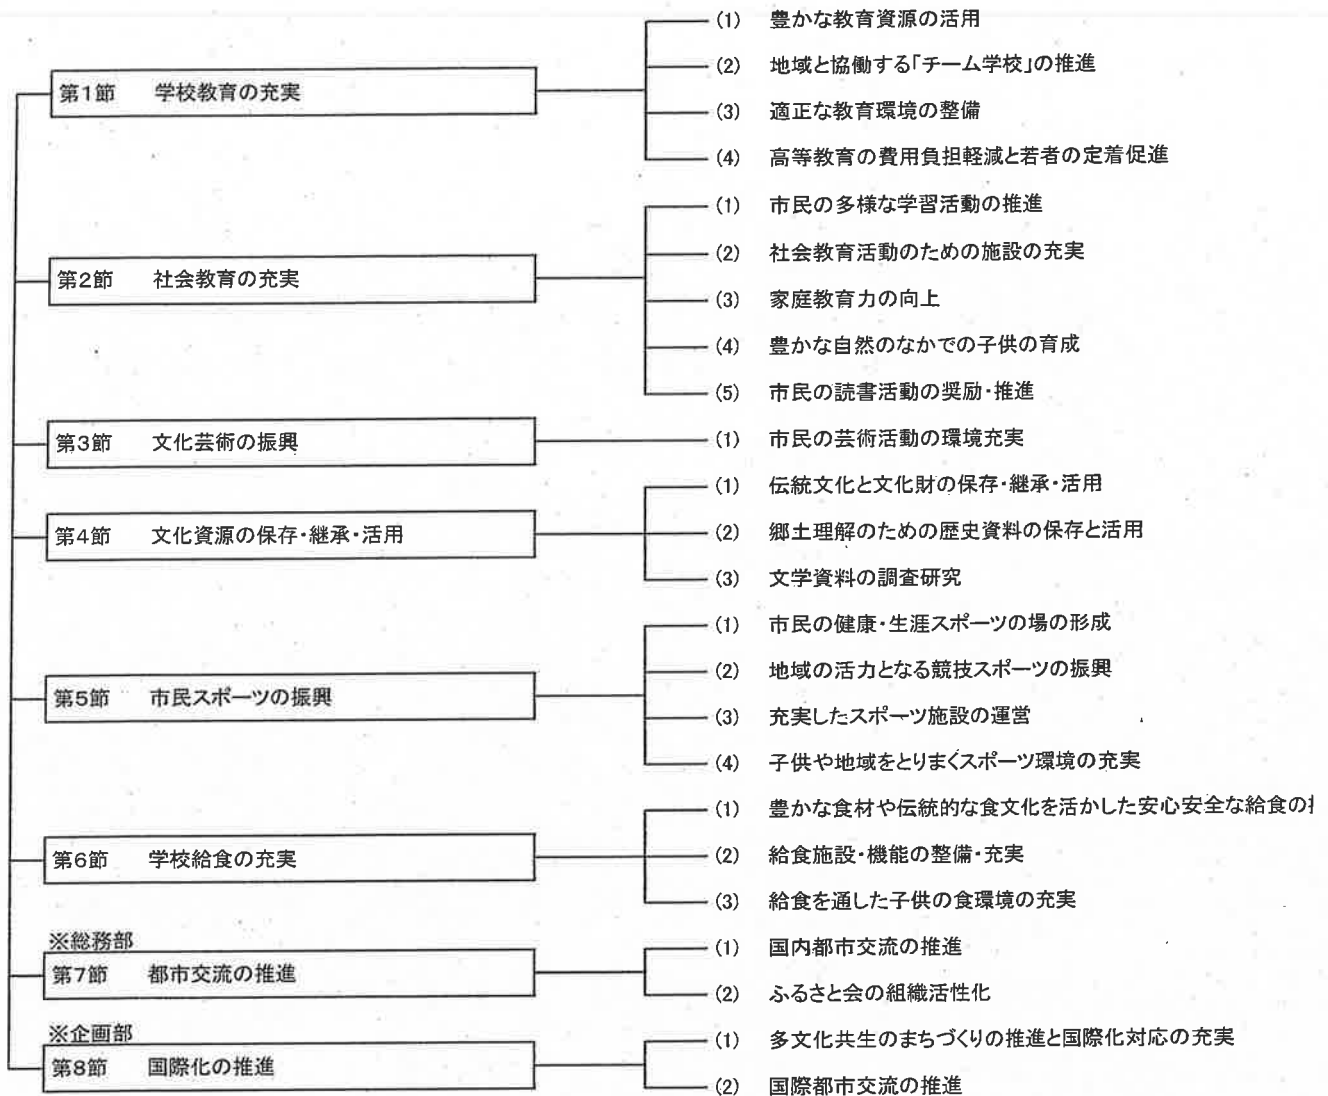 第1節 学校教育の充実
(1) 豊かな教育資源の活用
(2) 地域と協働する「チーム学校」の推進
(3) 適正な教育環境の整備
(4) 高等教育の費用負担軽減と若者の定着促進
第2節 社会教育の充実
(1) 市民の多様な学習活動の推進
(2) 社会教育活動のための施設の充実
(3) 家庭教育力の向上
(4) 豊かな自然のなかでの子供の育成
(5) 市民の読書活動の奨励・推進
第3節 文化芸術の振興
(1) 市民の芸術活動の環境充実
第4節 文化資源の保存・継承・活用
(1) 伝統文化と文化財の保存・継承・活用
(2) 郷土理解のための歴史資料の保存と活用
(3) 文学資料の調査研究
第5節 市民スポーツの振興
(1) 市民の健康・生涯スポーツの場の形成
(2) 地域の活力となる競技スポーツの振興
(3) 充実したスポーツ施設の運営
(4) 子供や地域をとりまくスポーツ環境の充実
第6節 学校給食の充実
(1) 豊かな食材や伝統的な食文化を活かした安心安全な給食の
(2) 給食施設・機能の整備・充実
(3) 給食を通した子供の食環境の充実
※総務部
第7節 都市交流の推進
(1) 国内都市交流の推進
(2) ふるさと会の組織活性化
※企画部
第8節 国際化の推進
(1) 多文化共生のまちづくりの推進と国際化対応の充実
(2) 国際都市交流の推進